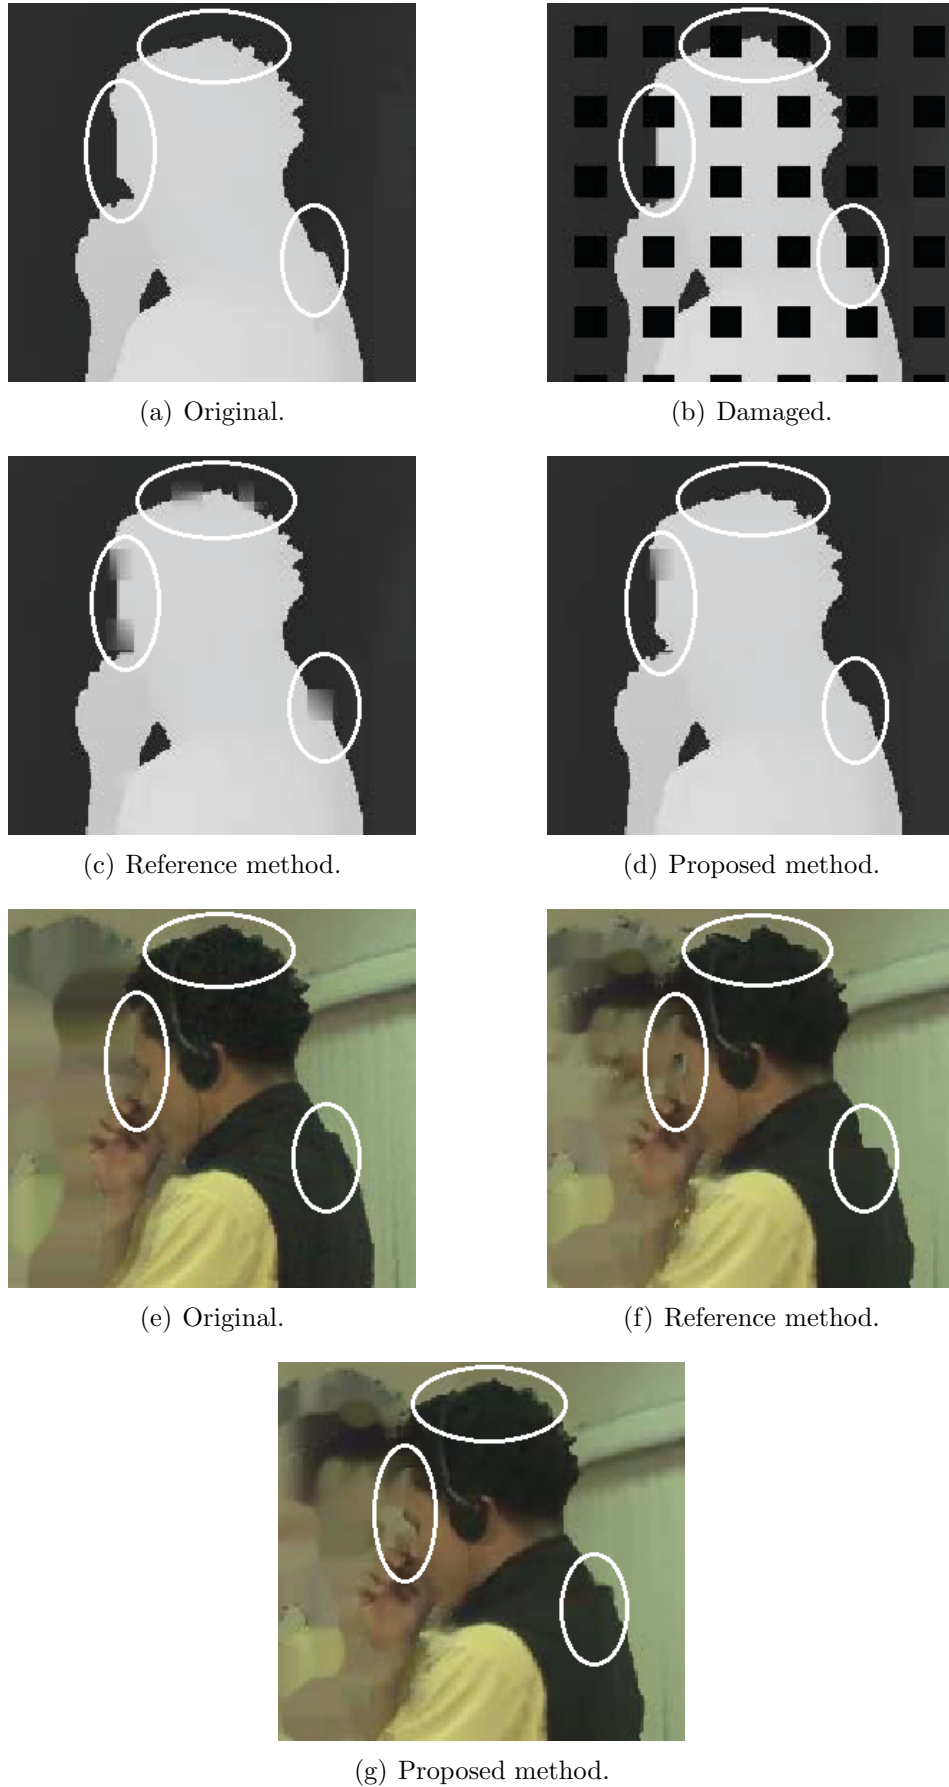 (a) Original.
(b) Damaged.
(c) Reference method.
(d) Proposed method.
(e) Original.
(f) Reference method.
(g) Proposed method.